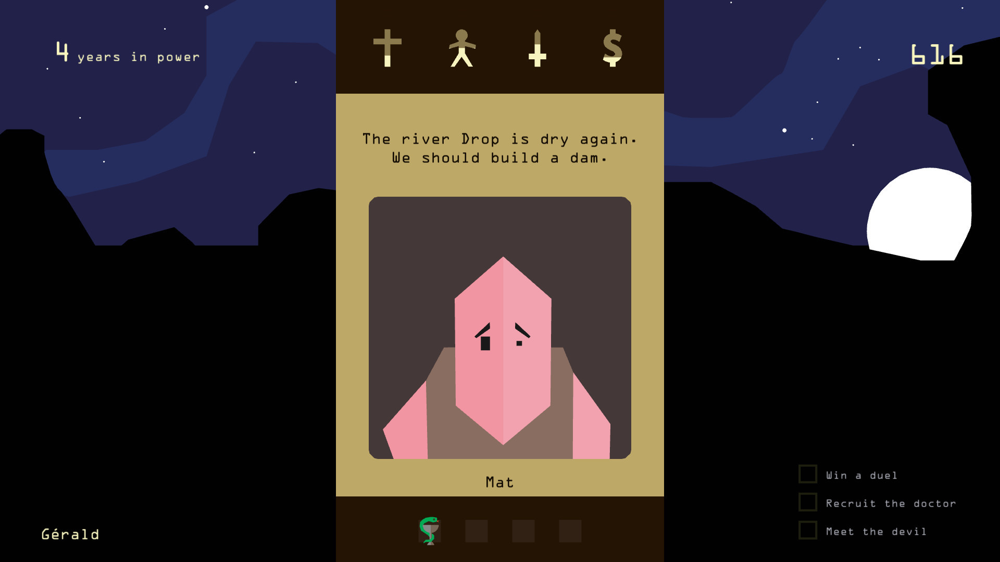 4 years in power
616
The river Drop is dry again.
We should build a dam.
Mat
Gérald
Win a duel
Recruit the doctor
Meet the devil